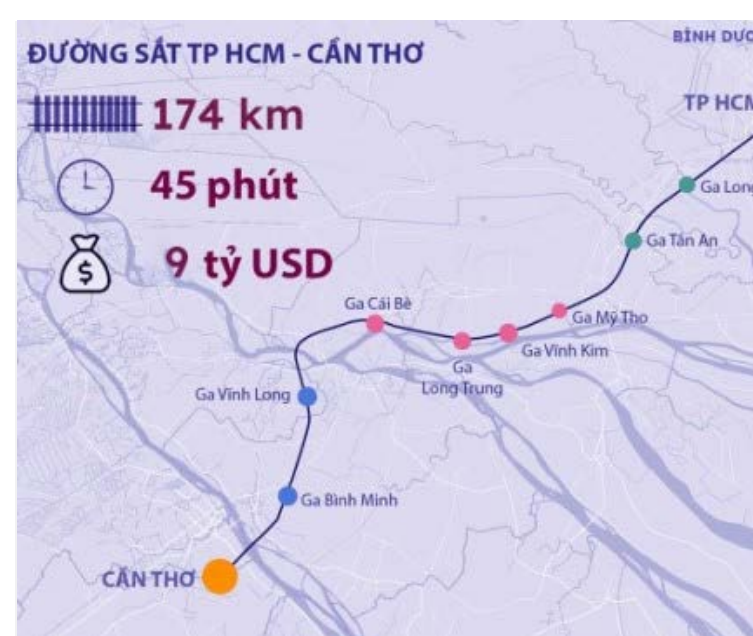 ĐƯỜNG SẮT TP HCM - CẦN THƠ
BÌNH DƯƠ
174 km
TP HCM
45 phút
Ga Long
Ga Tân An
9 tỷ USD
Ga Cái Bè
Ga Mỹ Tho
Ga Vĩnh Kim
Ga
Long Trung
Ga Vĩnh Long
Ga Bình Minh
CẦN THƠ